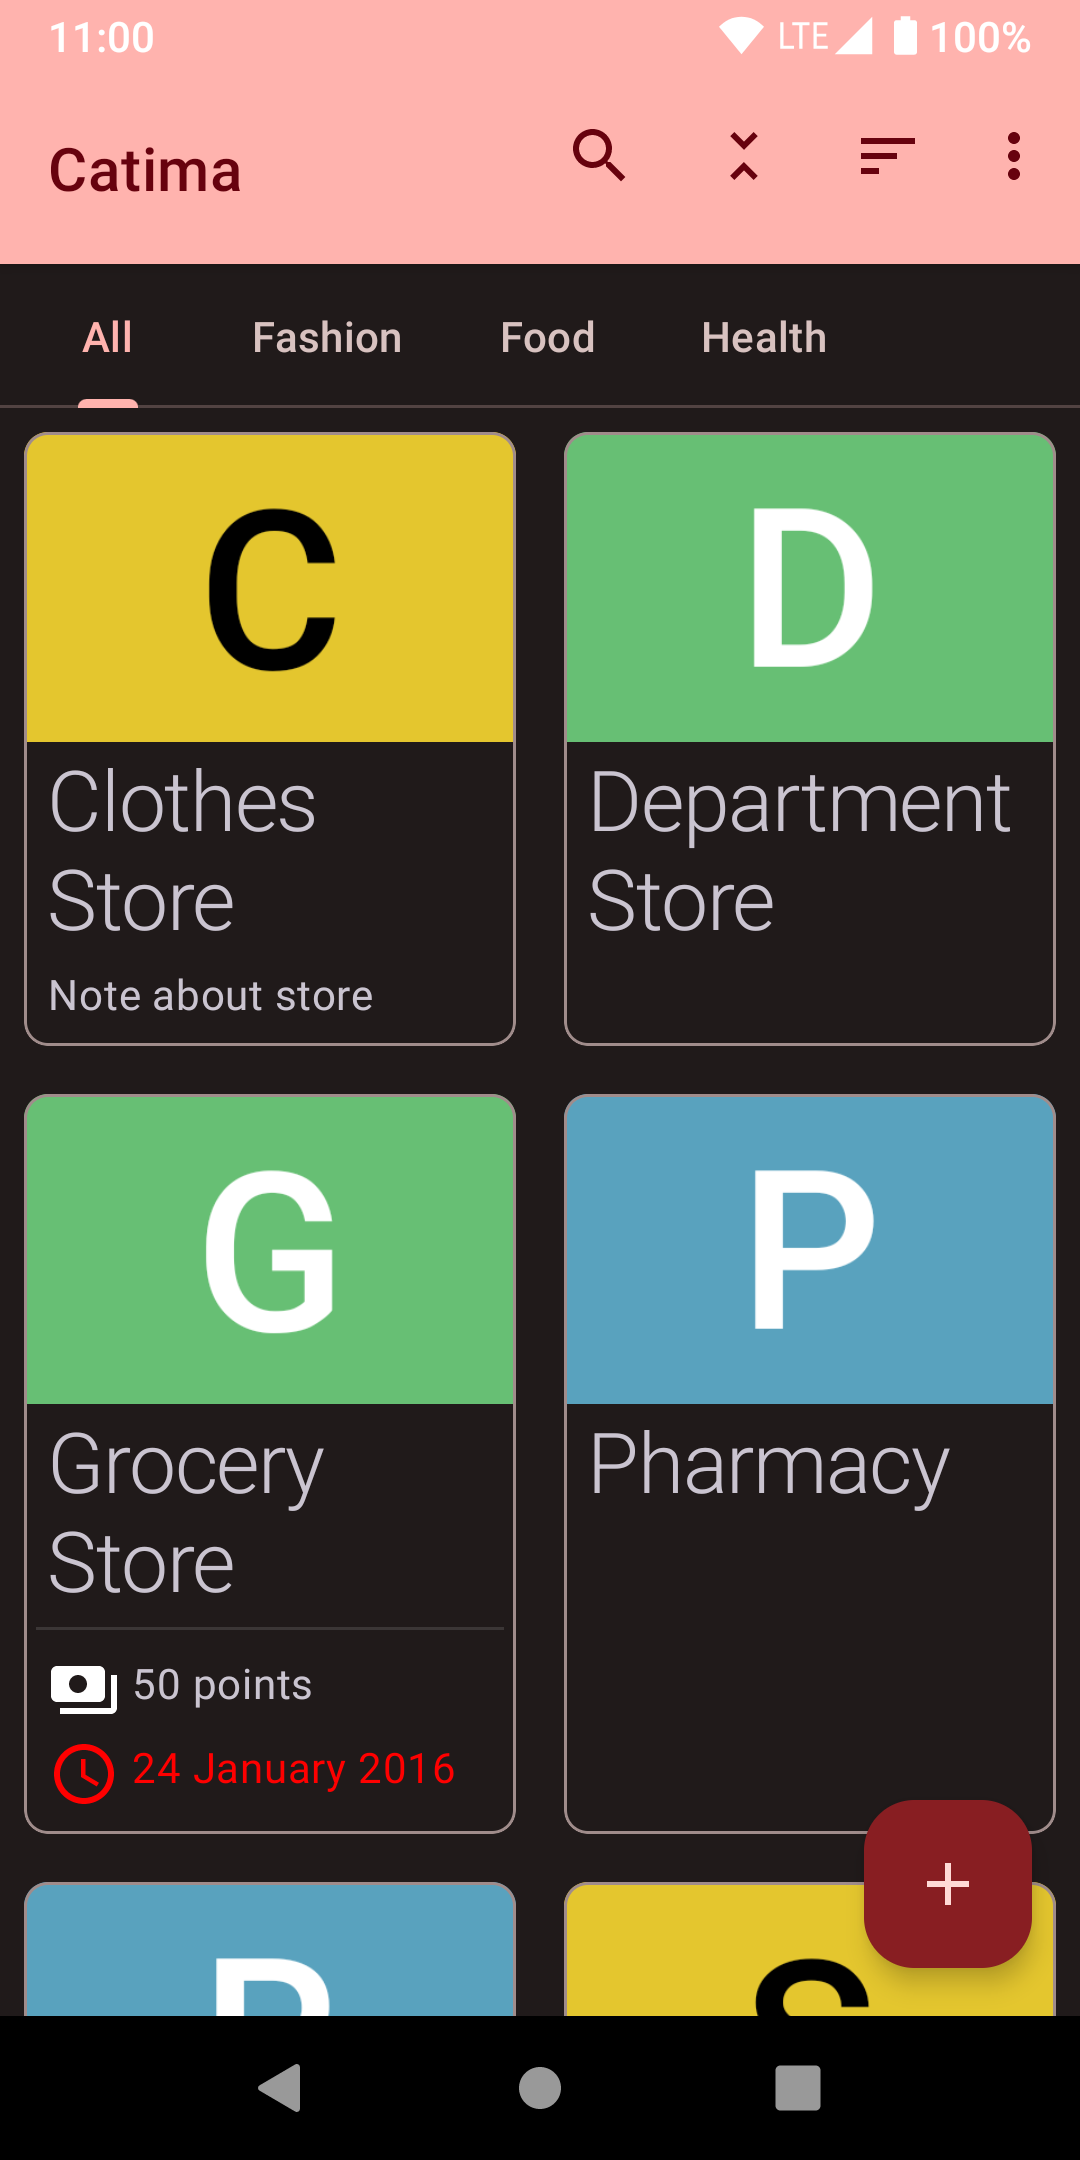 11:00 LTE 100%
Catima
All Fashion Food Health
C
Clothes
Store
Note about store
D
Department
Store
G
Grocery
Store
50 points
24 January 2016
P
Pharmacy
S